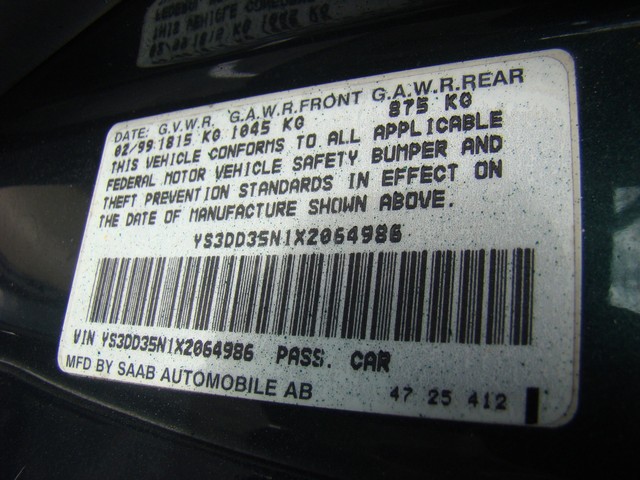 DATE: G.V.W.R. G.A.W.R.FRONT G.A.W.R.REAR
02/99 1815 KG 1045 KG 875 KG
THIS VEHICLE CONFORMS TO ALL APPLICABLE
FEDERAL MOTOR VEHICLE SAFETY BUMPER AND
THEFT PREVENTION STANDARDS IN EFFECT ON
THE DATE OF MANUFACTURE SHOWN ABOVE.
YS3DD35N1X2064986
VIN YS3DD35N1X2064986 PASS. CAR
MFD BY SAAB AUTOMOBILE AB 47 25 412